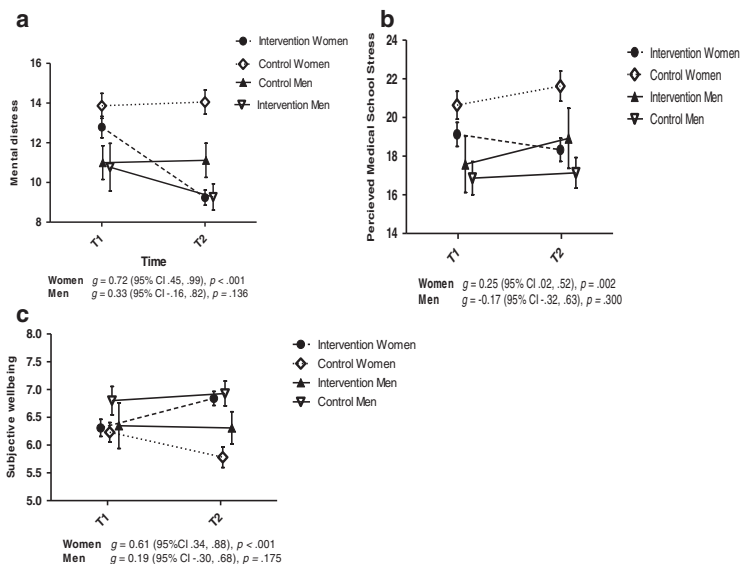 a
Intervention Women
Control Women
Control Men
Intervention Men
Mental distress
16
14
12
10
8
T1
T2
Time
Women g = 0.72 (95% CI .45, .99), p < .001
Men g = 0.33 (95% CI -.16, .82), p = .136
b
Intervention Women
Control Women
Intervention Men
Control Men
Percieved Medical School Stress
24
22
20
18
16
14
T1
T2
Women g = 0.25 (95% CI .02, .52), p = .002
Men g = -0.17 (95% CI -.32, .63), p = .300
c
Intervention Women
Control Women
Intervention Men
Control Men
Subjective wellbeing
8.0
7.5
7.0
6.5
6.0
5.5
5.0
T1
T2
Women g = 0.61 (95%CI .34, .88), p < .001
Men g = 0.19 (95% CI -.30, .68), p = .175